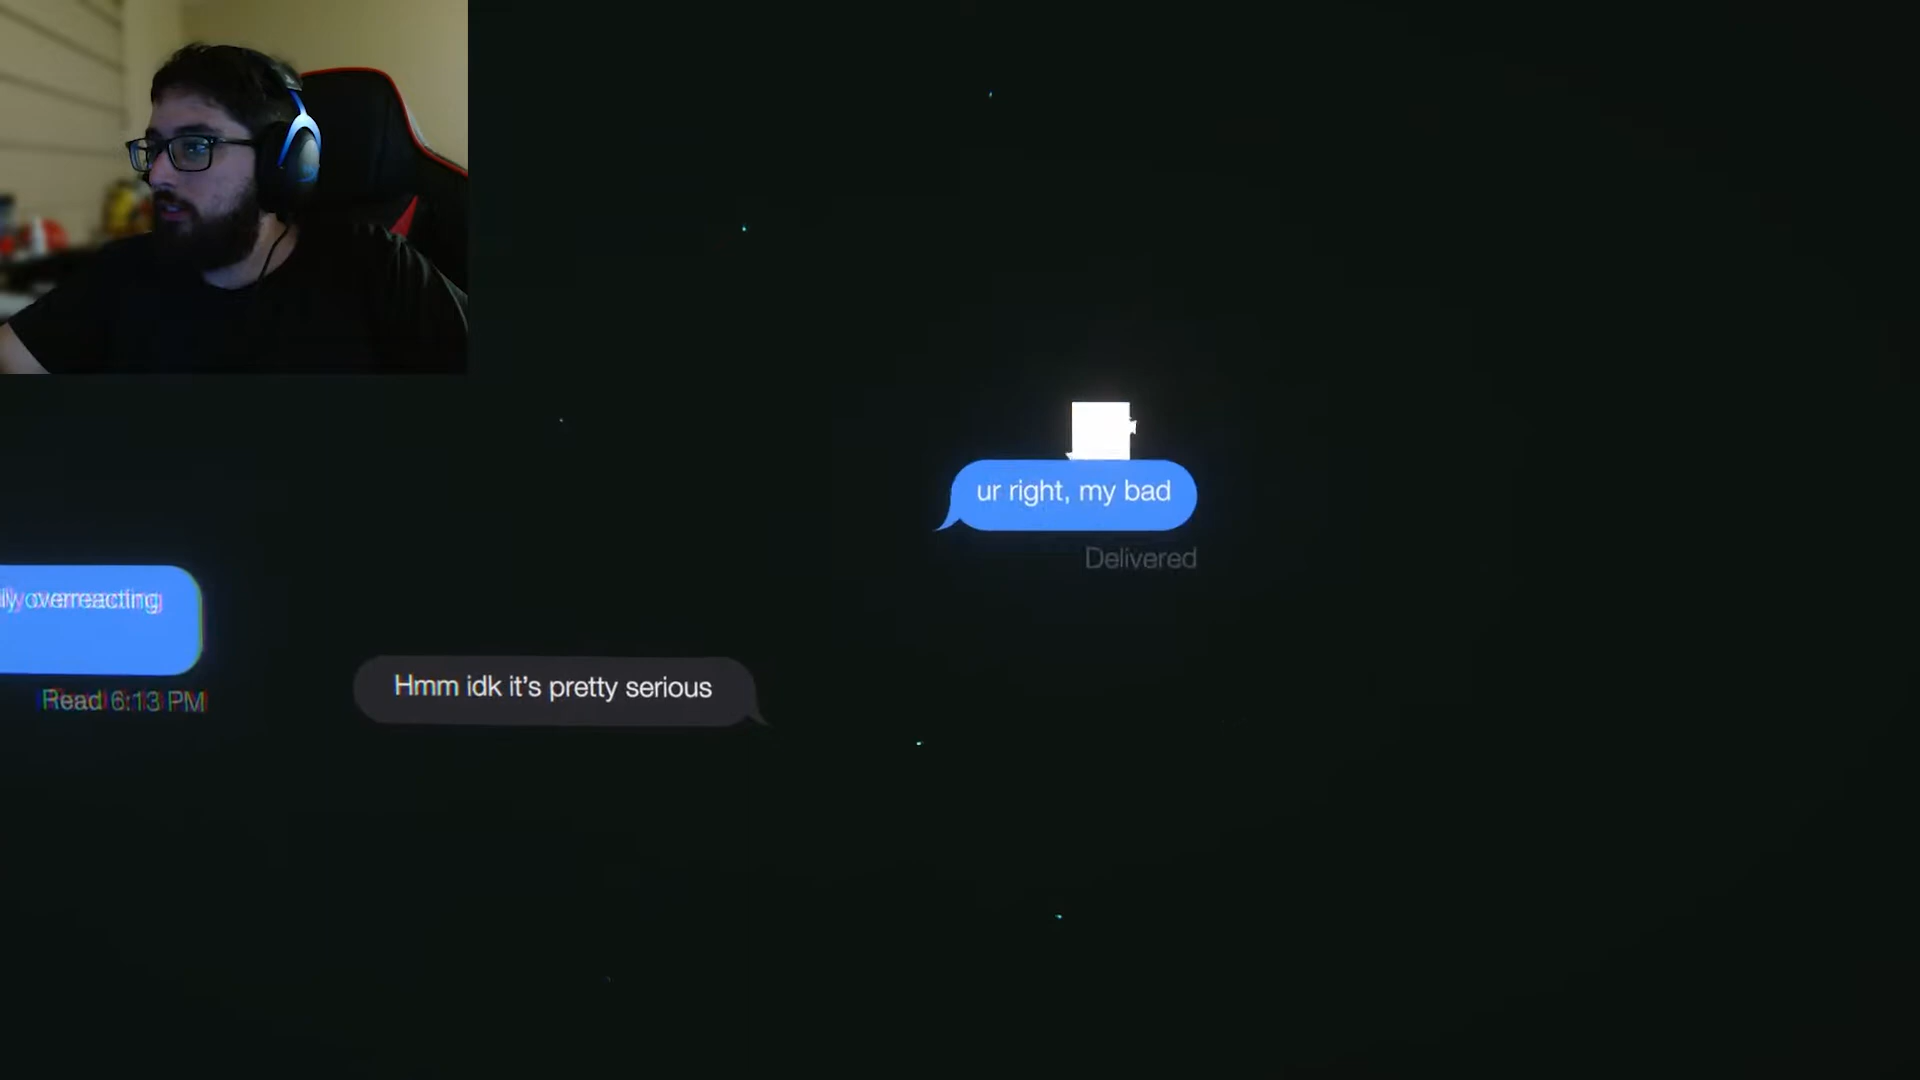 ur right, my bad
Delivered
overreacting
Read 6:13 PM
Hmm idk it's pretty serious